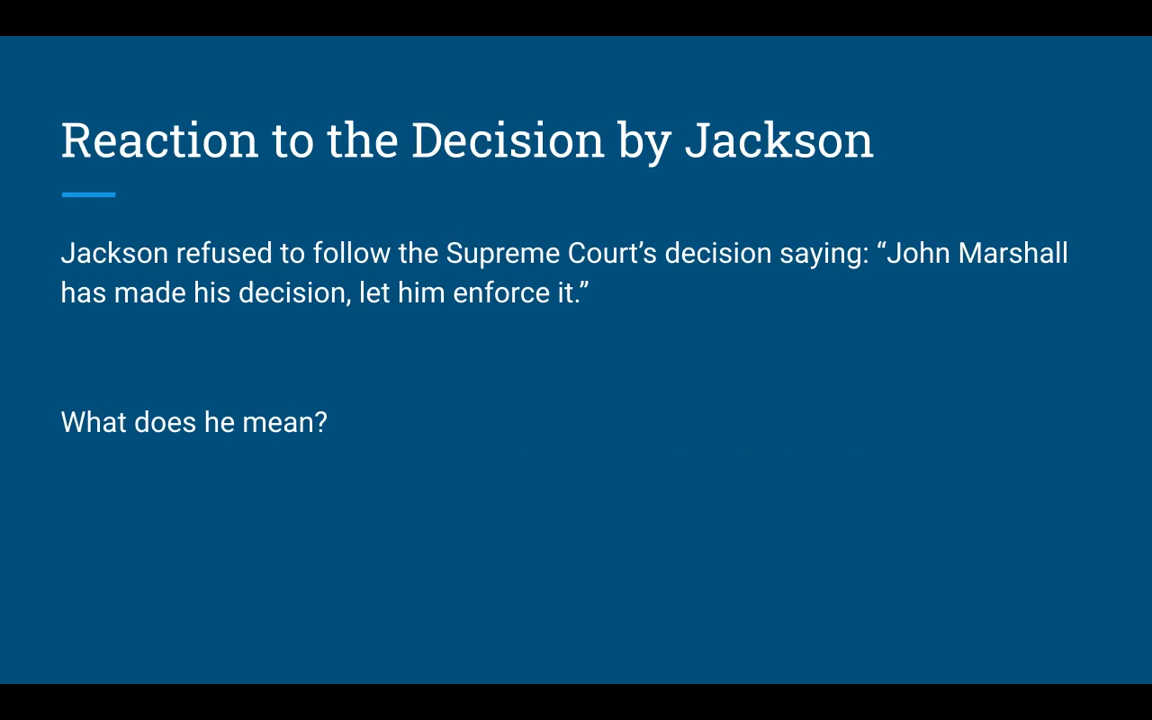 Reaction to the Decision by Jackson
Jackson refused to follow the Supreme Court’s decision saying: “John Marshall
has made his decision, let him enforce it.”
What does he mean?